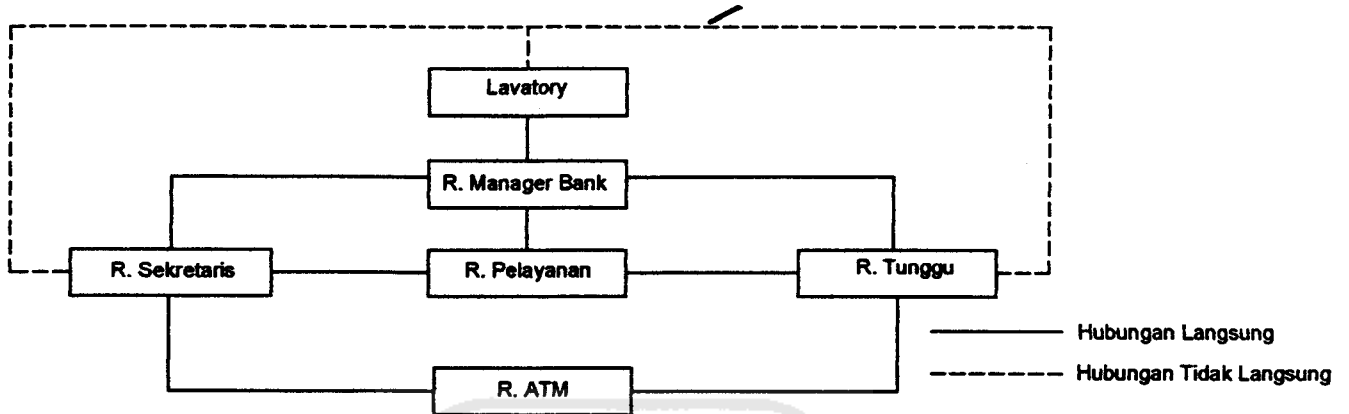 Lavatory
R. Manager Bank
R. Sekretaris
R. Pelayanan
R. Tunggu
Hubungan Langsung
Hubungan Tidak Langsung
R. ATM